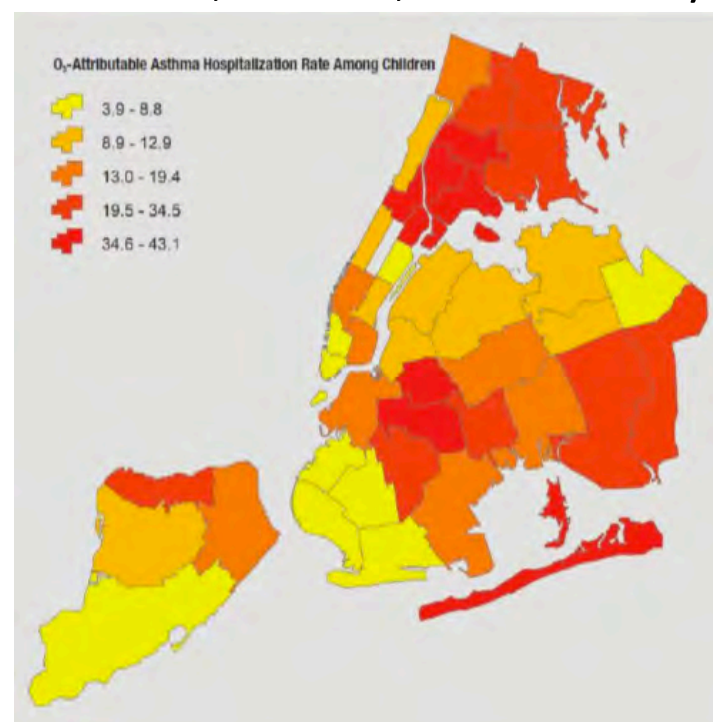 O₃-Attributable Asthma Hospitalization Rate Among Children
3.9 - 8.8
8.9 - 12.9
13.0 - 19.4
19.5 - 34.5
34.6 - 43.1